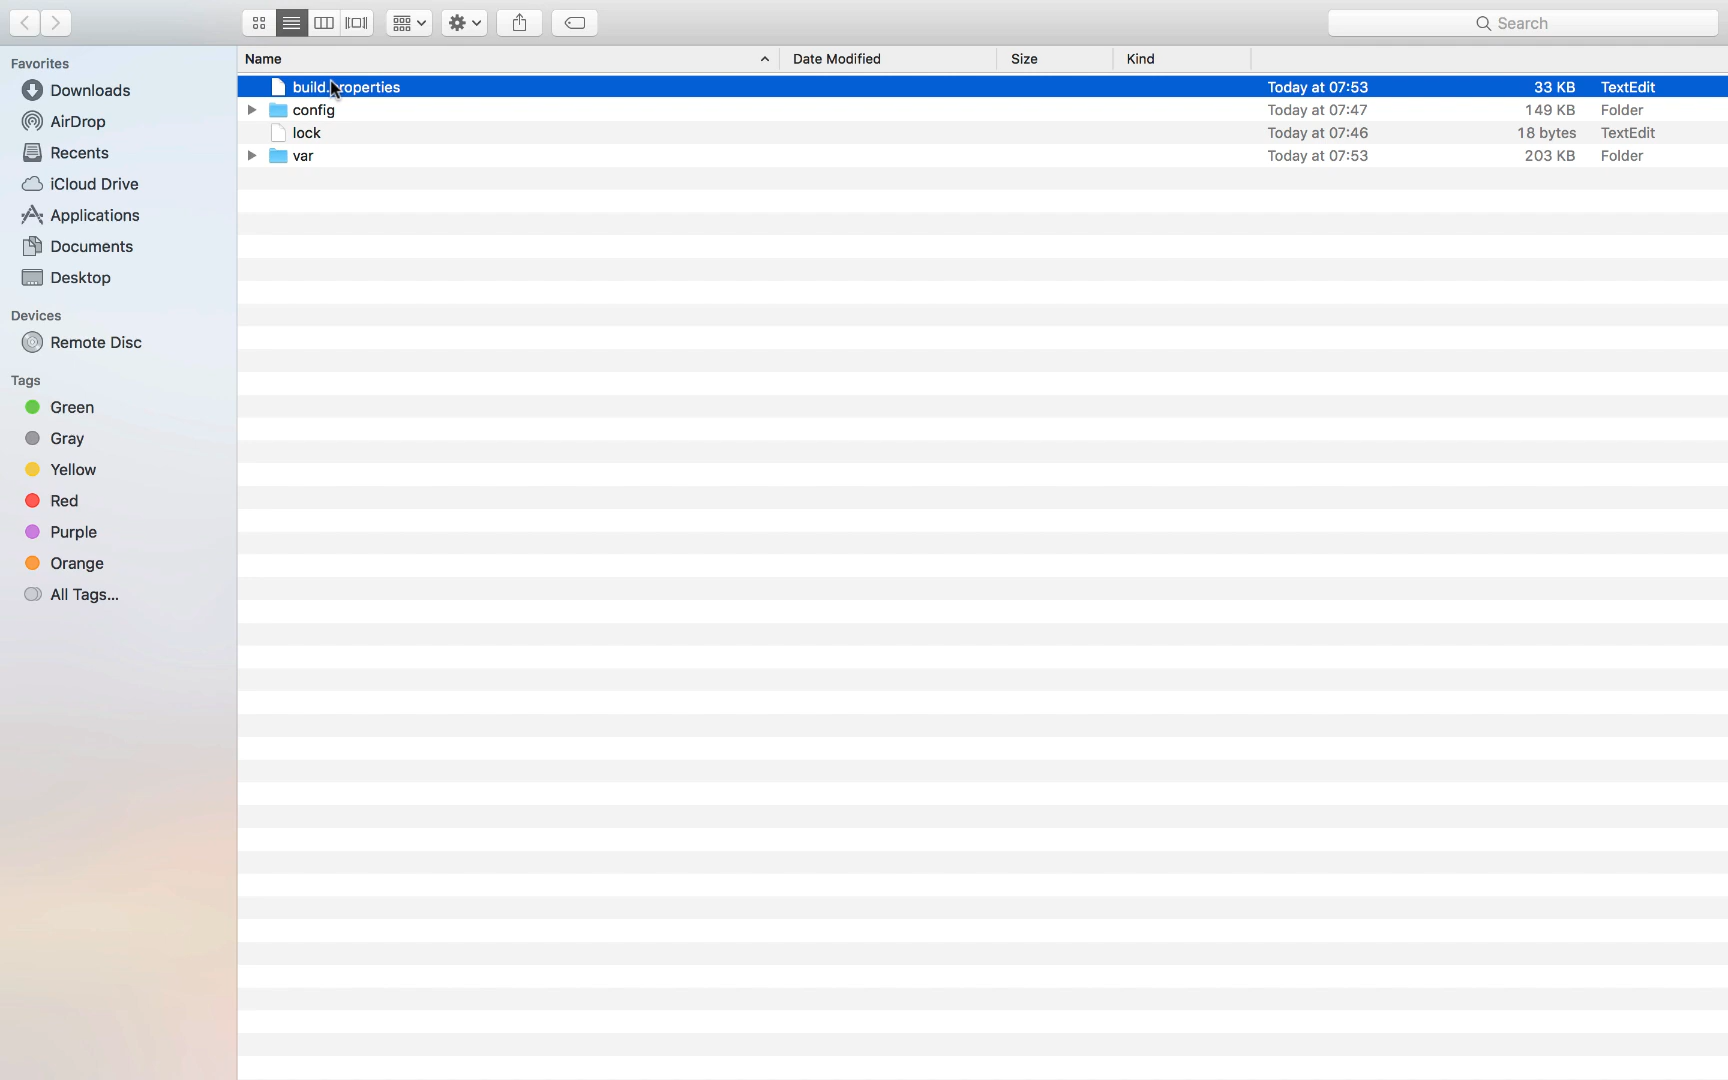 Search
Favorites
Downloads
AirDrop
Recents
iCloud Drive
Applications
Documents
Desktop
Devices
Remote Disc
Tags
Green
Gray
Yellow
Red
Purple
Orange
All Tags...
Name Date Modified Size Kind
build.properties Today at 07:53 33 KB TextEdit
config Today at 07:47 149 KB Folder
lock Today at 07:46 18 bytes TextEdit
var Today at 07:53 203 KB Folder